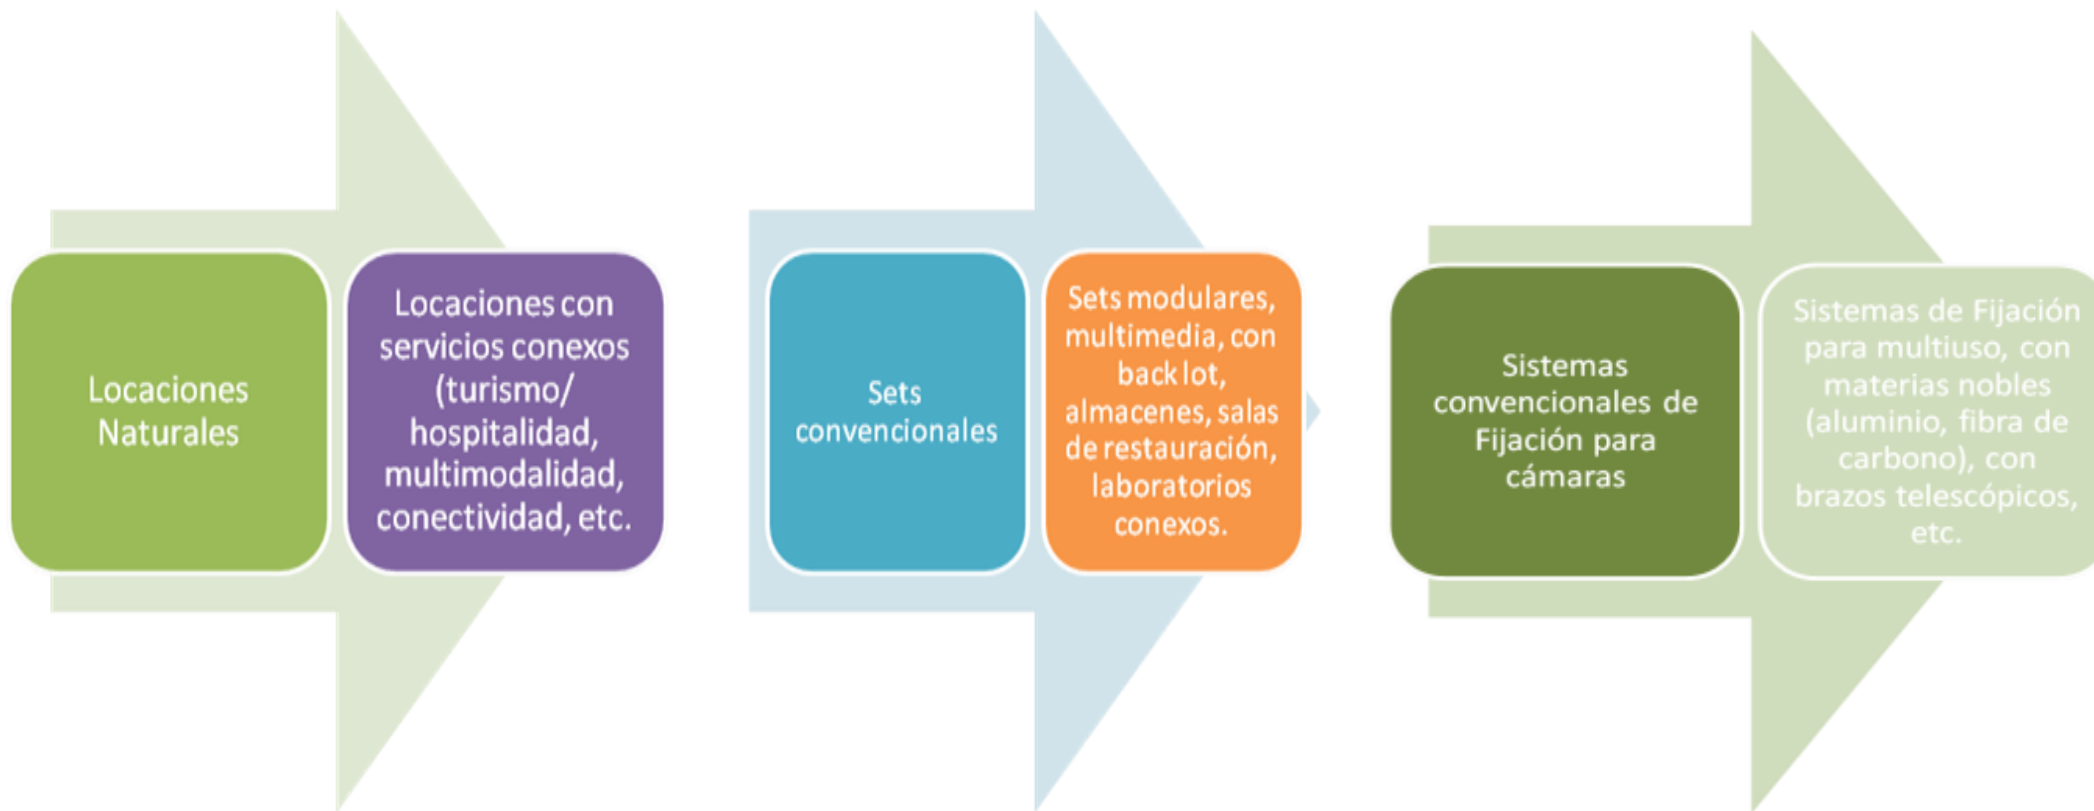 Locaciones
Naturales
Locaciones con
servicios conexos
(turismo/
hospitalidad,
multimodalidad,
conectividad, etc.
Sets
convencionales
Sets modulares,
multimedia, con
back lot,
almacenes, salas
de restauración,
laboratorios
conexos.
Sistemas
convencionales de
Fijación para
cámaras
Sistemas de Fijación
para multiuso, con
materias nobles
(aluminio, fibra de
carbono), con
brazos telescópicos,
etc.